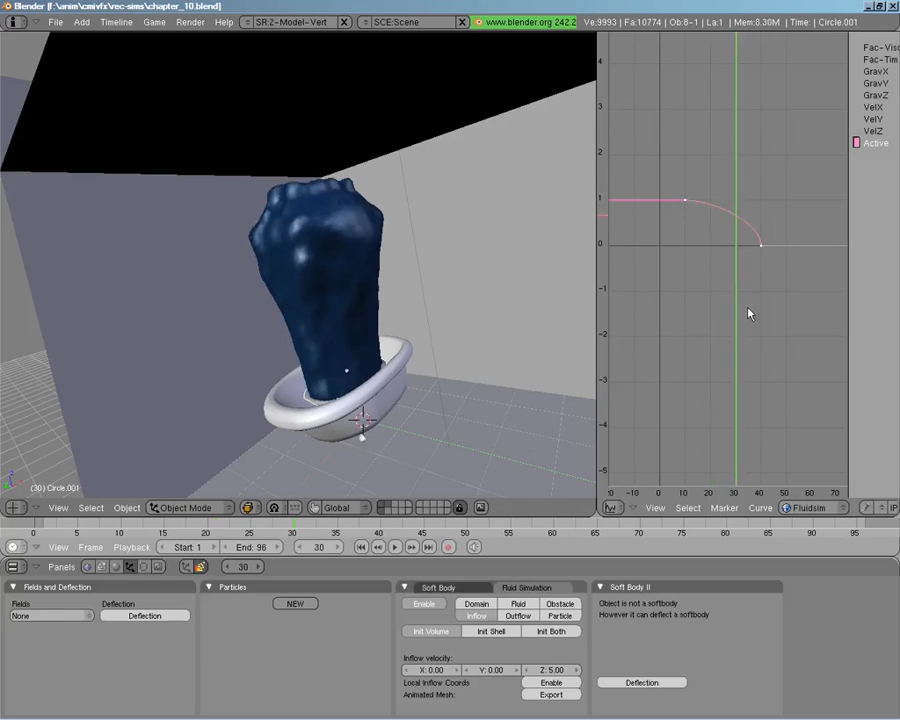 Blender [f:\anim\cmivfx\rec-sims\chapter_10.blend]
File Add Timeline Game Render Help SR:2-Model-Vert SCE:Scene www.blender.org 242.2 Ve:9993 | Fa:10774 | Ob:8-1 | La:1 | Mem:8.30M | Time: | Circle.001
Fac-Visc
Fac-Tim
GravX
GravY
GravZ
VelX
VelY
VelZ
Active
4
3
2
1
0
-1
-2
-3
-4
-5
-10 0 10 20 30 40 50 60 70
(30) Circle.001
View Select Object Object Mode Global View Select Marker Curve Fluidsim
0 5 10 15 20 25 30 35 40 45 50 55 60 65 70 75 80 85 90 95
View Frame Playback Start: 1 End: 96 30
Panels 30
Fields and Deflection Particles Soft Body Fluid Simulation Soft Body II
Fields Deflection
None Deflection
NEW
Enable Domain Fluid Obstacle
Inflow Outflow Particle
Init Volume Init Shell Init Both
Inflow velocity:
X: 0.00 Y: 0.00 Z: 5.00
Local Inflow Coords Enable
Animated Mesh: Export
Object is not a softbody
However it can deflect a softbody
Deflection